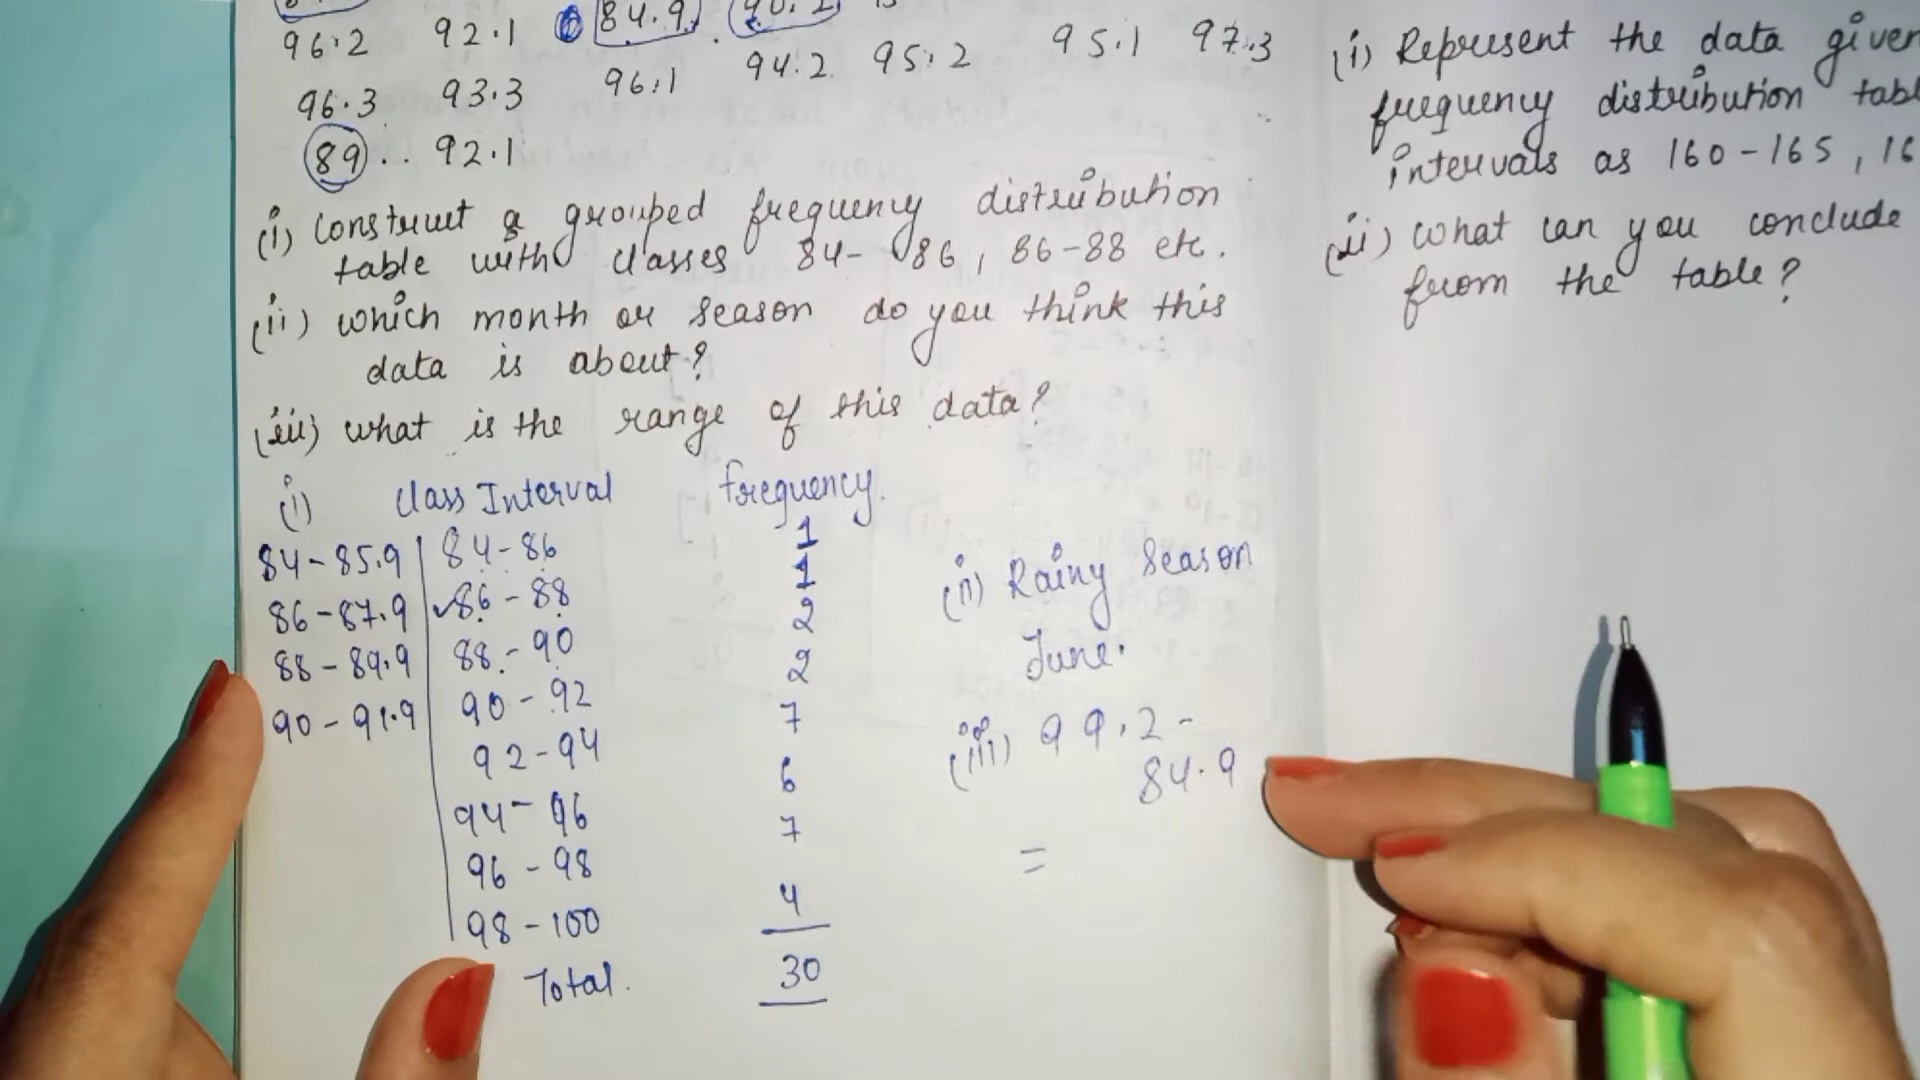 84.9
96.2 92.1 94.2 95.2 95.1 97.3
96.3 93.3 96.1
89 92.1
(i) Construct a grouped frequency distribution
table with classes 84-86, 86-88 etc.
(ii) which month or season do you think this
data is about?
(iii) what is the range of this data?
(i) Class Interval frequency.
84-85.9 84-86 1
86-87.9 86-88 1
88-89.9 88-90 2
90-91.9 90-92 2
92-94 7
94-96 6
96-98 7
98-100 4
Total. 30
(ii) Rainy Season
June.
(iii) 99.2-
84.9
=
(i) Represent the data given
frequency distribution
intervals as 160-165,
(ii) what can you conclude
from the table?